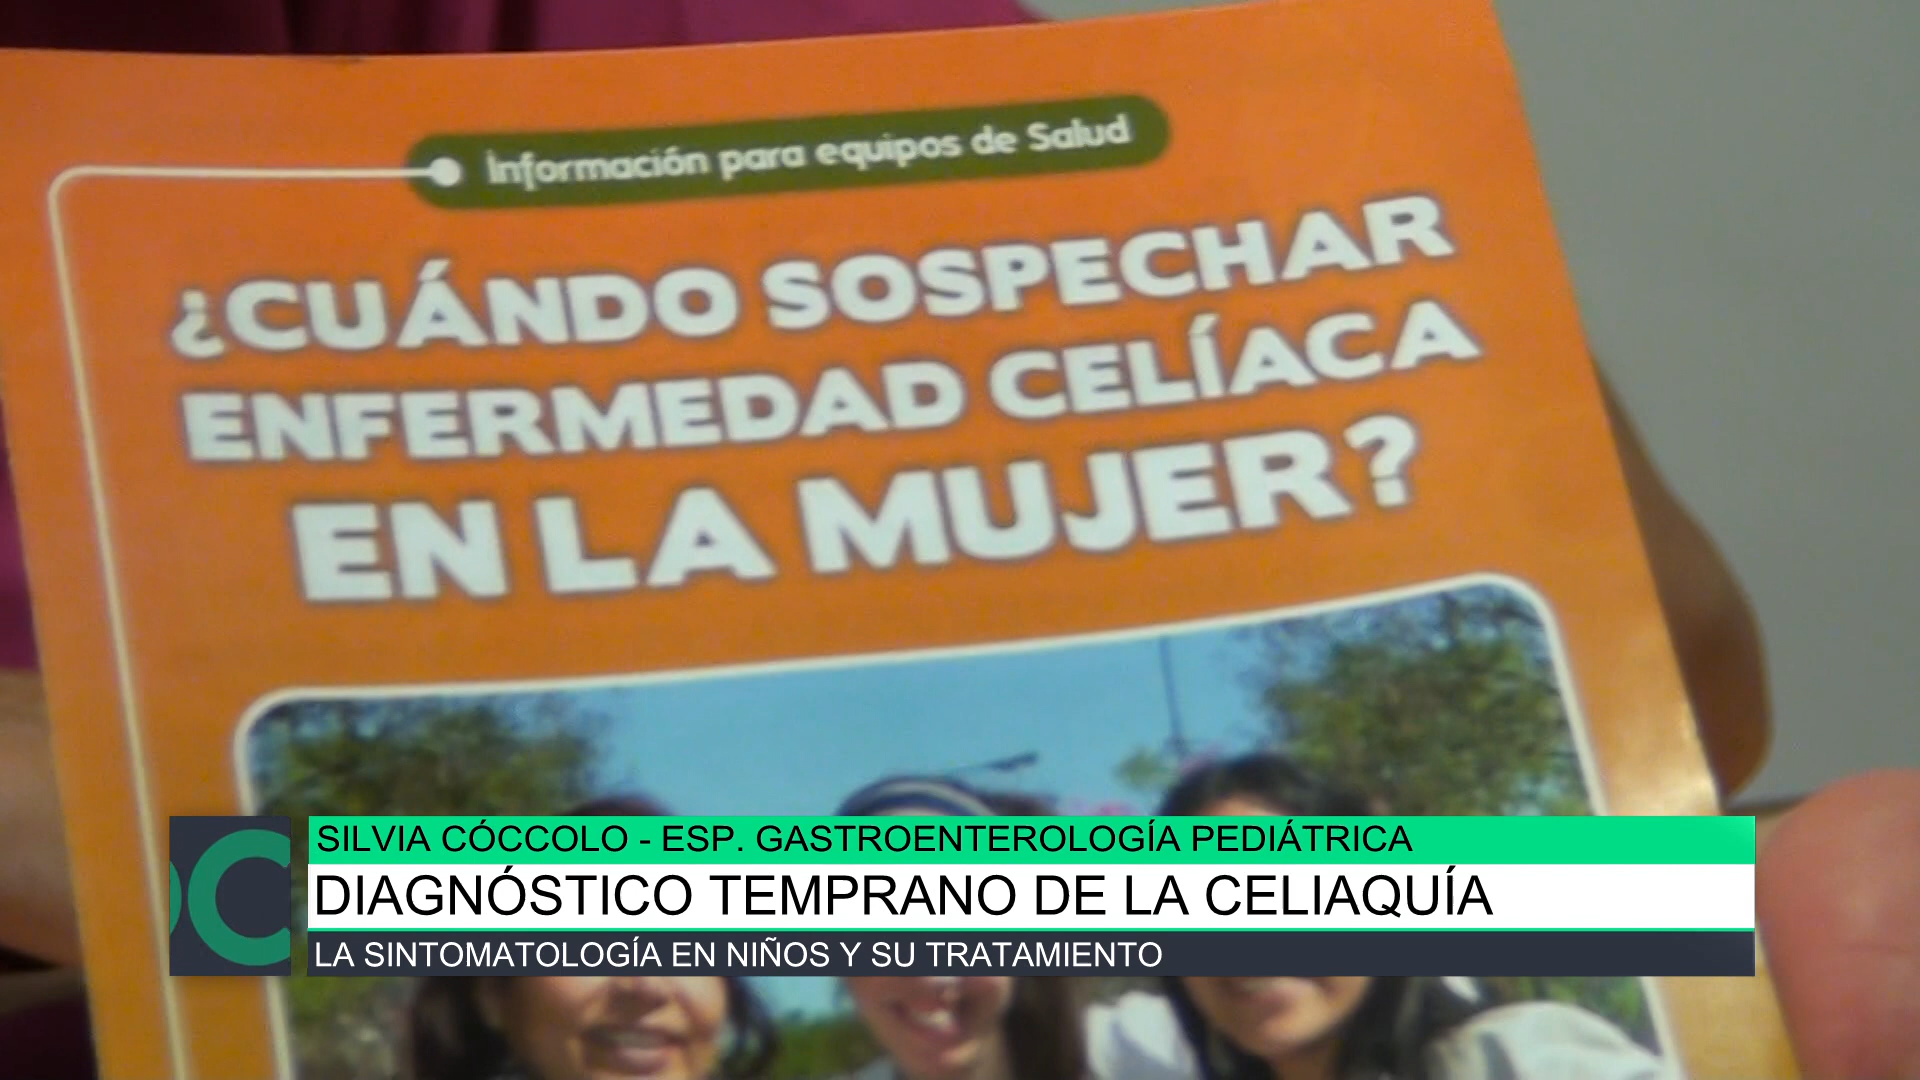 Información para equipos de Salud
¿CUÁNDO SOSPECHAR
ENFERMEDAD CELÍACA
EN LA MUJER?
SILVIA CÓCCOLO - ESP. GASTROENTEROLOGÍA PEDIÁTRICA
DIAGNÓSTICO TEMPRANO DE LA CELIAQUÍA
LA SINTOMATOLOGÍA EN NIÑOS Y SU TRATAMIENTO